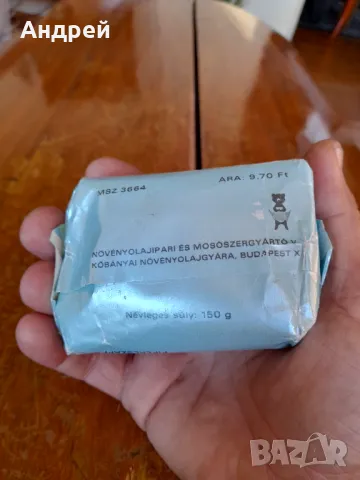 Андрей
MSZ 3664 ÁRA: 9,70 Ft
NÖVÉNYOLAJIPARI ÉS MOSÓSZERGYÁRTÓ V.
KŐBÁNYAI NÖVÉNYOLAJGYÁRA, BUDAPEST X.
Névleges súly: 150 g
BAZAR